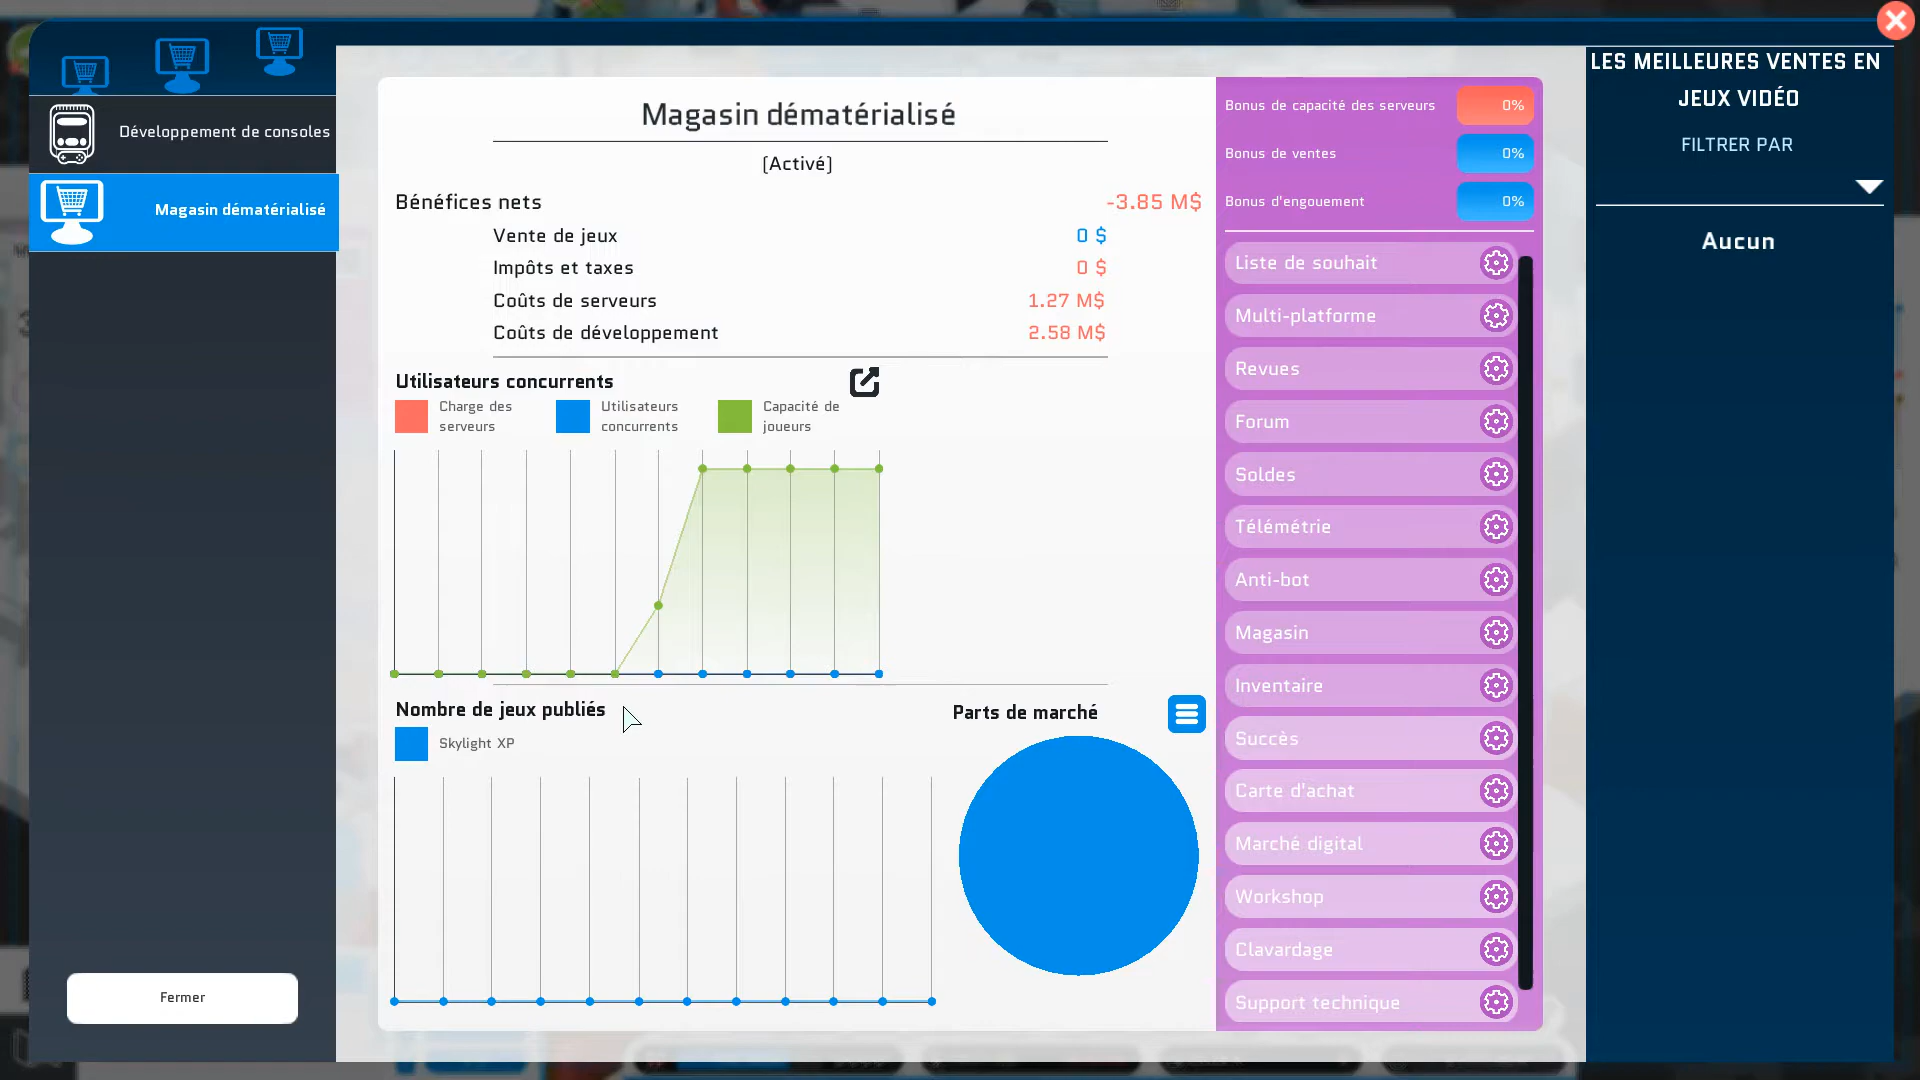 Développement de consoles
Magasin dématérialisé
Fermer
Magasin dématérialisé
(Activé)
Bénéfices nets -3.85 M$
Vente de jeux 0 $
Impôts et taxes 0 $
Coûts de serveurs 1.27 M$
Coûts de développement 2.58 M$
Utilisateurs concurrents
Charge des
serveurs
Utilisateurs
concurrents
Capacité de
joueurs
Nombre de jeux publiés
Skylight XP
Parts de marché
Bonus de capacité des serveurs 0%
Bonus de ventes 0%
Bonus d'engouement 0%
Liste de souhait
Multi-platforme
Revues
Forum
Soldes
Télémétrie
Anti-bot
Magasin
Inventaire
Succès
Carte d'achat
Marché digital
Workshop
Clavardage
Support technique
LES MEILLEURES VENTES EN
JEUX VIDÉO
FILTRER PAR
Aucun